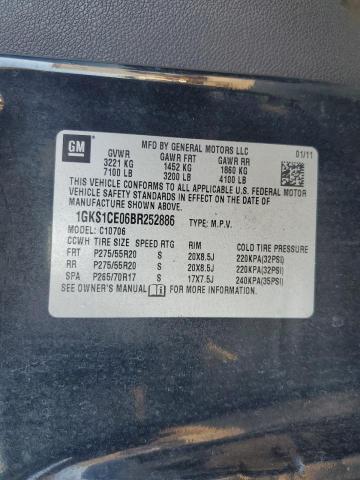 GM
MFD BY GENERAL MOTORS LLC
01/11
GVWR GAWR FRT GAWR RR
3221 KG 1452 KG 1860 KG
7100 LB 3200 LB 4100 LB
THIS VEHICLE CONFORMS TO ALL APPLICABLE U.S. FEDERAL MOTOR
VEHICLE SAFETY STANDARDS IN EFFECT ON THE DATE OF
MANUFACTURE SHOWN ABOVE.
1GKS1CE06BR252886 TYPE: M.P.V.
C10706
CCWH TIRE SIZE SPEED RTG RIM COLD TIRE PRESSURE
FRT P275/55R20 S 20X8.5J 220KPA(32PSI)
RR P275/55R20 S 20X8.5J 220KPA(32PSI)
SPA P265/70R17 S 17X7.5J 240KPA(35PSI)
SEE OWNER'S MANUAL FOR MORE INFORMATION